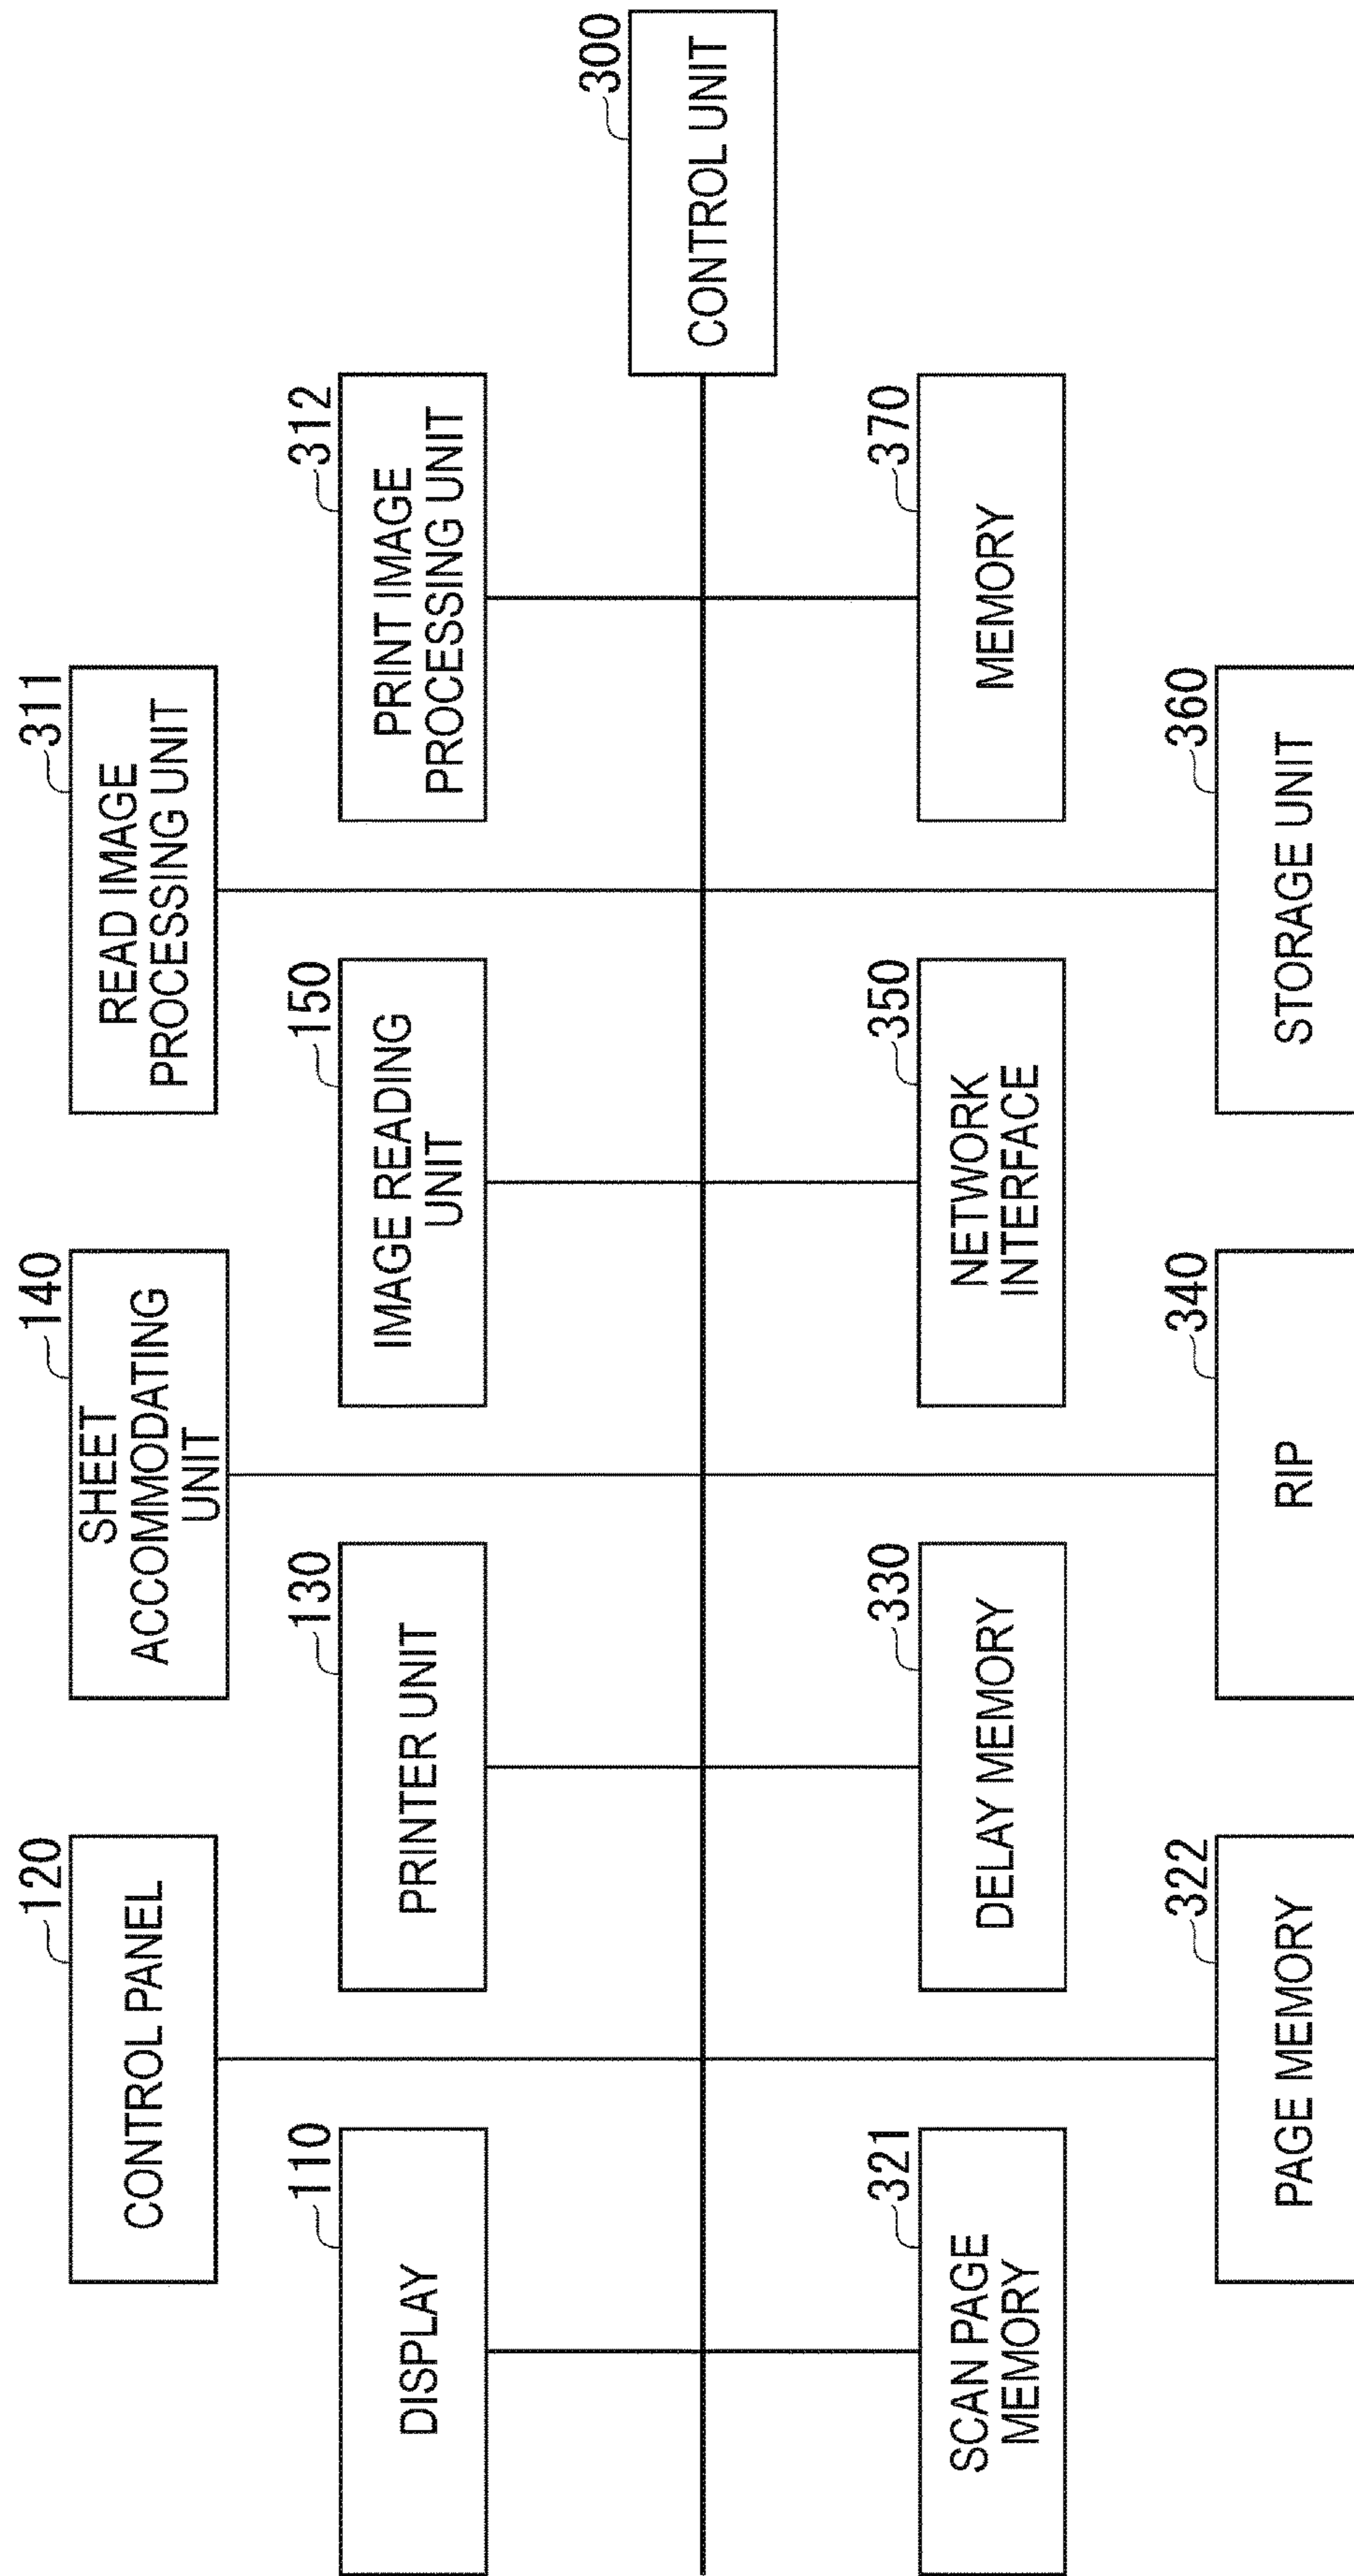 120
CONTROL PANEL
140
SHEET
ACCOMMODATING
UNIT
311
READ IMAGE
PROCESSING UNIT
110
DISPLAY
130
PRINTER UNIT
150
IMAGE READING
UNIT
312
PRINT IMAGE
PROCESSING UNIT
300
CONTROL UNIT
321
SCAN PAGE
MEMORY
330
DELAY MEMORY
350
NETWORK
INTERFACE
370
MEMORY
322
PAGE MEMORY
340
RIP
360
STORAGE UNIT